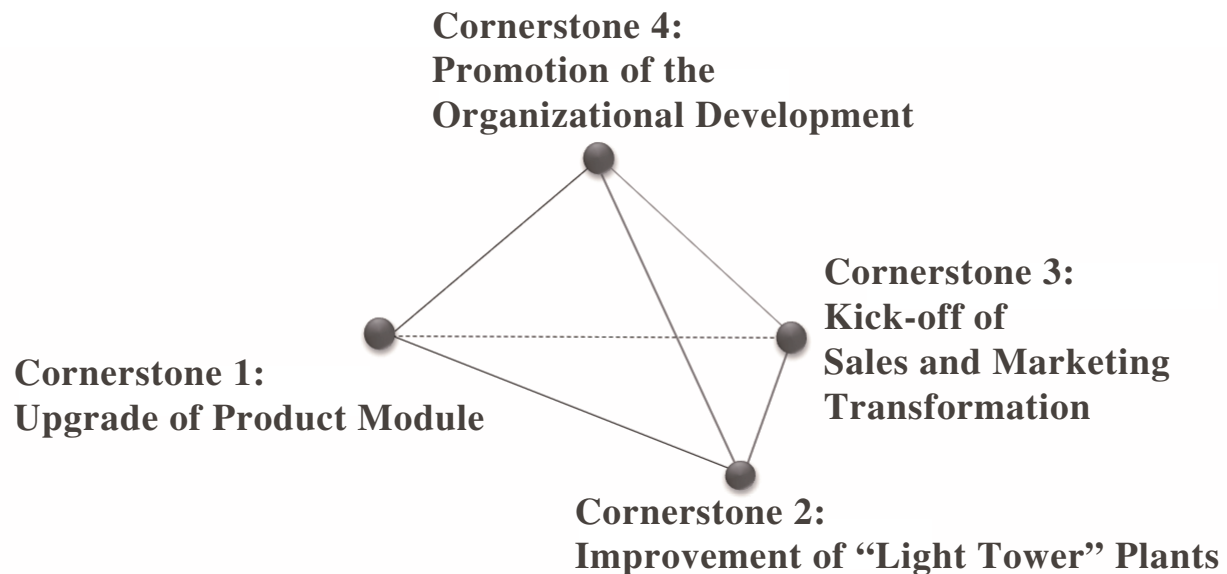 Cornerstone 4:
Promotion of the
Organizational Development
Cornerstone 3:
Kick-off of
Sales and Marketing
Transformation
Cornerstone 1:
Upgrade of Product Module
Cornerstone 2:
Improvement of “Light Tower” Plants